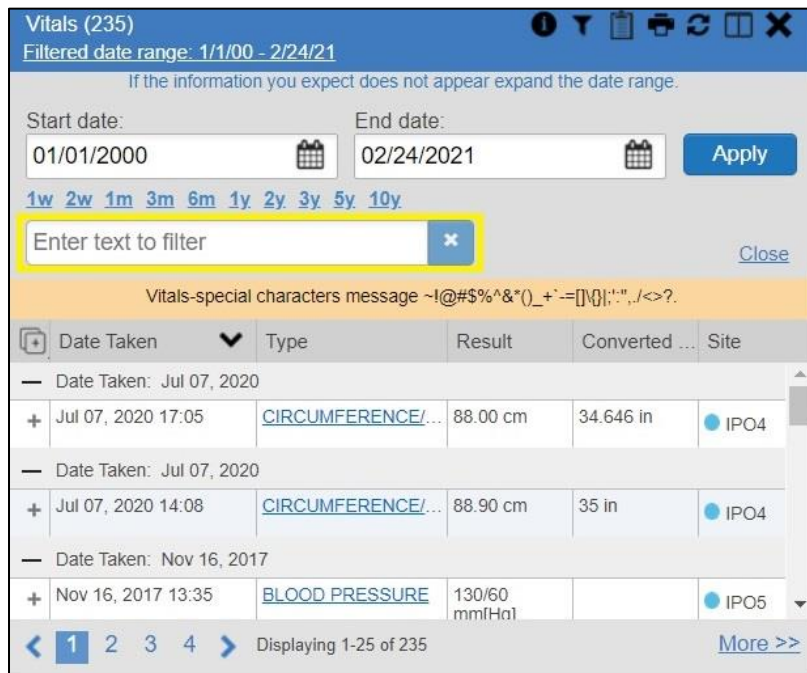 Vitals (235)
Filtered date range: 1/1/00 - 2/24/21
If the information you expect does not appear expand the date range.
Start date: End date:
01/01/2000 02/24/2021 Apply
1w 2w 1m 3m 6m 1y 2y 3y 5y 10y
Enter text to filter
Close
Vitals-special characters message ~!@#$%^&*()_+`-=[]\{}|;':",./<>?.
Date Taken Type Result Converted ... Site
Date Taken: Jul 07, 2020
Jul 07, 2020 17:05 CIRCUMFERENCE/... 88.00 cm 34.646 in IPO4
Date Taken: Jul 07, 2020
Jul 07, 2020 14:08 CIRCUMFERENCE/... 88.90 cm 35 in IPO4
Date Taken: Nov 16, 2017
Nov 16, 2017 13:35 BLOOD PRESSURE 130/60 IPO5
mm[Hg]
1 2 3 4 Displaying 1-25 of 235 More >>